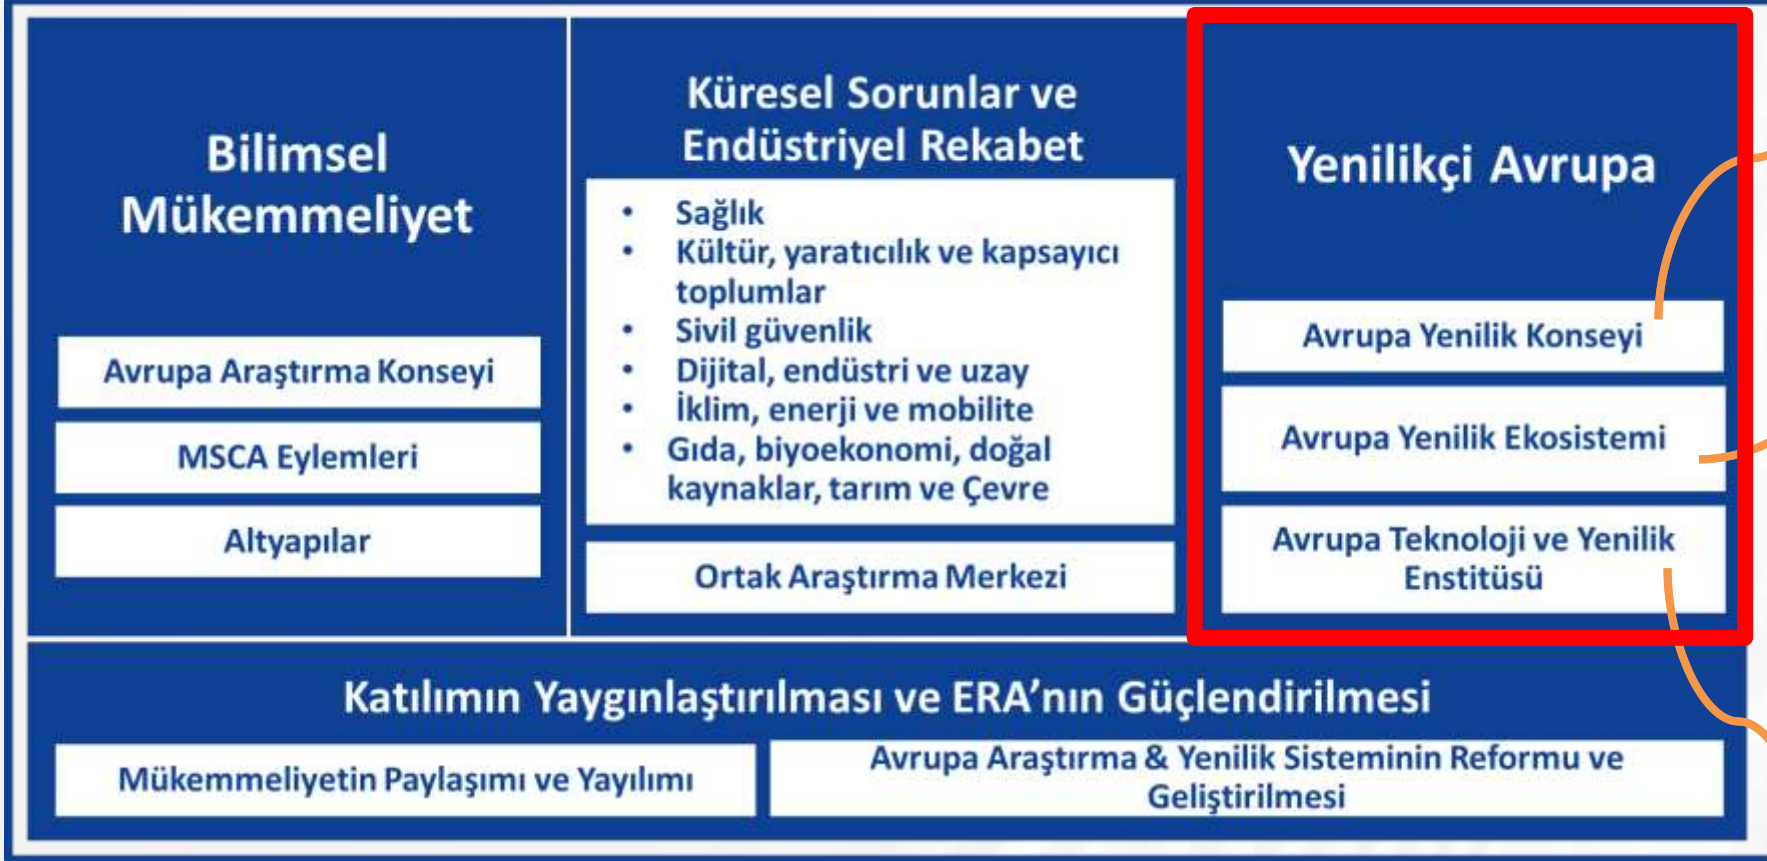 Bilimsel
Mükemmeliyet
Avrupa Araştırma Konseyi
MSCA Eylemleri
Altyapılar
Küresel Sorunlar ve
Endüstriyel Rekabet
• Sağlık
• Kültür, yaratıcılık ve kapsayıcı
toplumlar
• Sivil güvenlik
• Dijital, endüstri ve uzay
• İklim, enerji ve mobilite
• Gıda, biyoekonomi, doğal
kaynaklar, tarım ve Çevre
Ortak Araştırma Merkezi
Yenilikçi Avrupa
Avrupa Yenilik Konseyi
Avrupa Yenilik Ekosistemi
Avrupa Teknoloji ve Yenilik
Enstitüsü
Katılımın Yaygınlaştırılması ve ERA’nın Güçlendirilmesi
Mükemmeliyetin Paylaşımı ve Yayılımı
Avrupa Araştırma & Yenilik Sisteminin Reformu ve
Geliştirilmesi